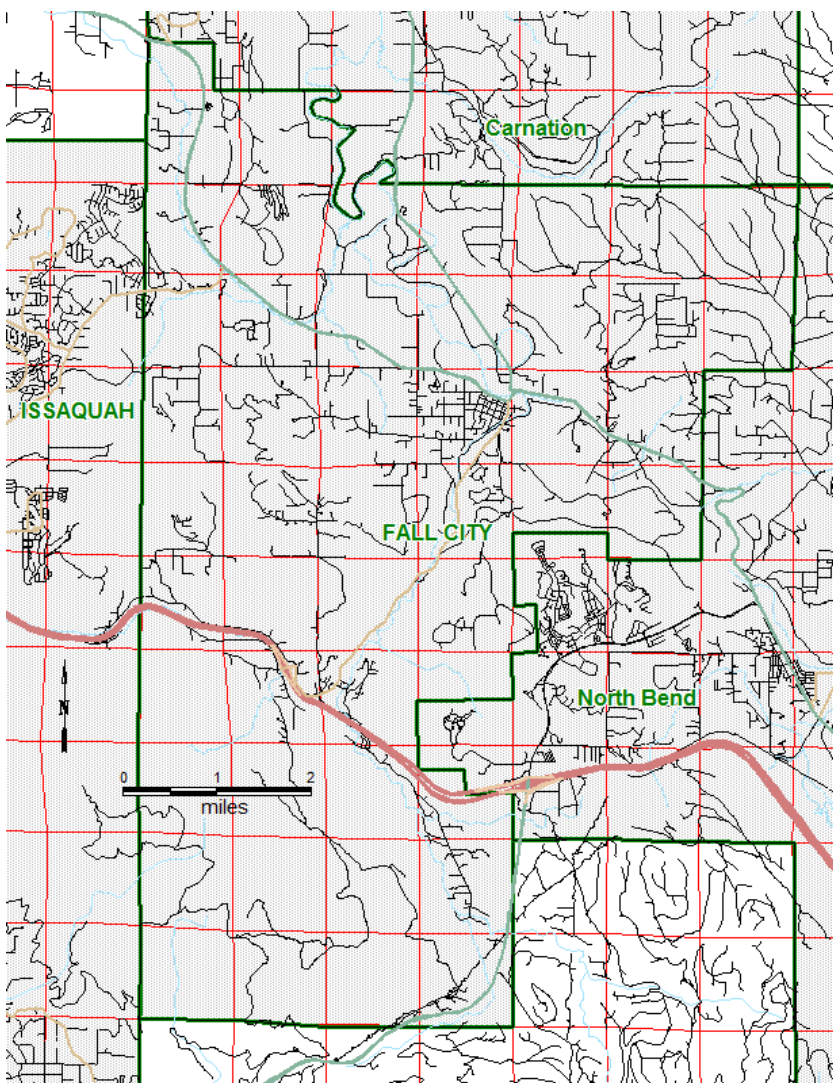 Carnation
ISSAQUAH
FALL CITY
North Bend
N
0 1 2
miles